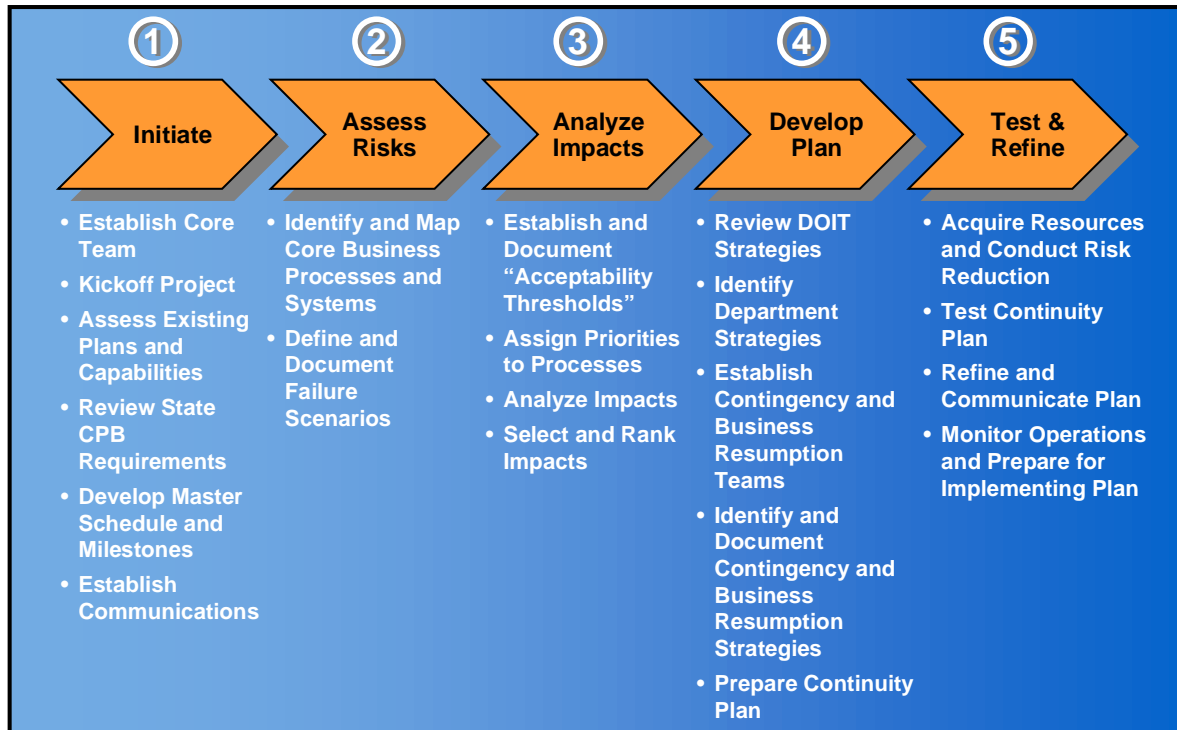 1
Initiate
• Establish Core
Team
• Kickoff Project
• Assess Existing
Plans and
Capabilities
• Review State
CPB
Requirements
• Develop Master
Schedule and
Milestones
• Establish
Communications
2
Assess
Risks
• Identify and Map
Core Business
Processes and
Systems
• Define and
Document
Failure
Scenarios
3
Analyze
Impacts
• Establish and
Document
“Acceptability
Thresholds”
• Assign Priorities
to Processes
• Analyze Impacts
• Select and Rank
Impacts
4
Develop
Plan
• Review DOIT
Strategies
• Identify
Department
Strategies
• Establish
Contingency and
Business
Resumption
Teams
• Identify and
Document
Contingency and
Business
Resumption
Strategies
• Prepare Continuity
Plan
5
Test &
Refine
• Acquire Resources
and Conduct Risk
Reduction
• Test Continuity
Plan
• Refine and
Communicate Plan
• Monitor Operations
and Prepare for
Implementing Plan